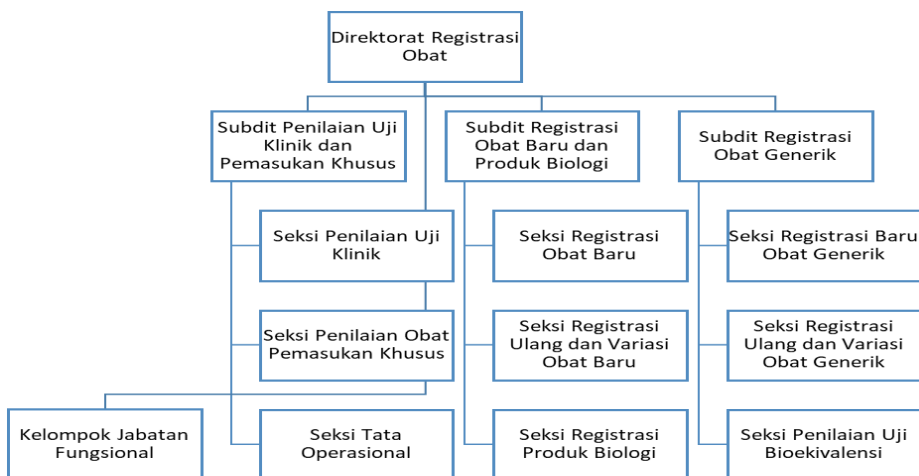 Direktorat Registrasi
Obat
Subdit Penilaian Uji
Klinik dan
Pemasukan Khusus
Subdit Registrasi
Obat Baru dan
Produk Biologi
Subdit Registrasi
Obat Generik
Seksi Penilaian Uji
Klinik
Seksi Registrasi
Obat Baru
Seksi Registrasi Baru
Obat Generik
Seksi Penilaian Obat
Pemasukan Khusus
Seksi Registrasi
Ulang dan Variasi
Obat Baru
Seksi Registrasi
Ulang dan Variasi
Obat Generik
Kelompok Jabatan
Fungsional
Seksi Tata
Operasional
Seksi Registrasi
Produk Biologi
Seksi Penilaian Uji
Bioekivalensi